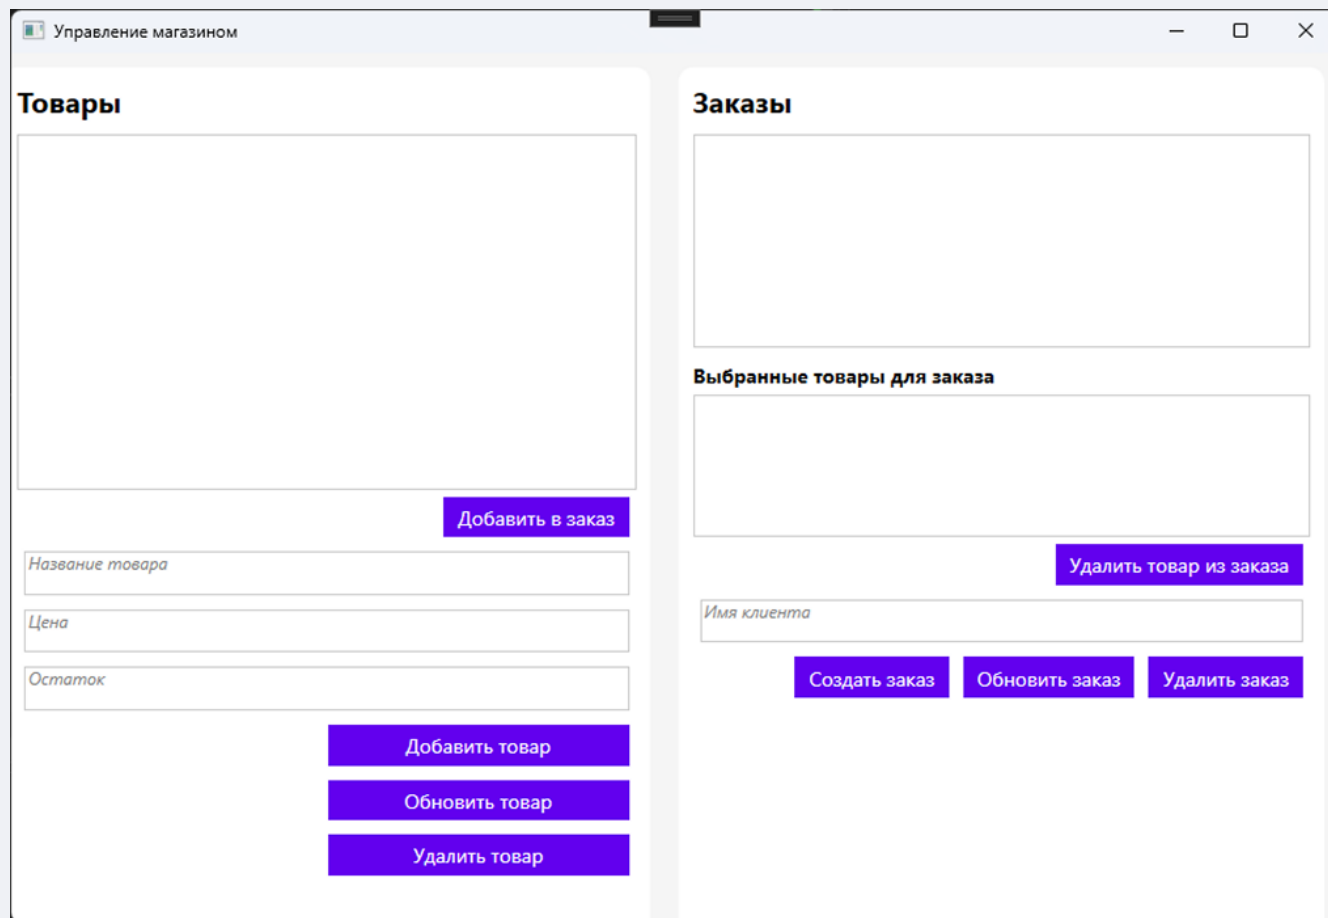 Управление магазином
Товары
Добавить в заказ
Название товара
Цена
Остаток
Добавить товар
Обновить товар
Удалить товар
Заказы
Выбранные товары для заказа
Удалить товар из заказа
Имя клиента
Создать заказ Обновить заказ Удалить заказ